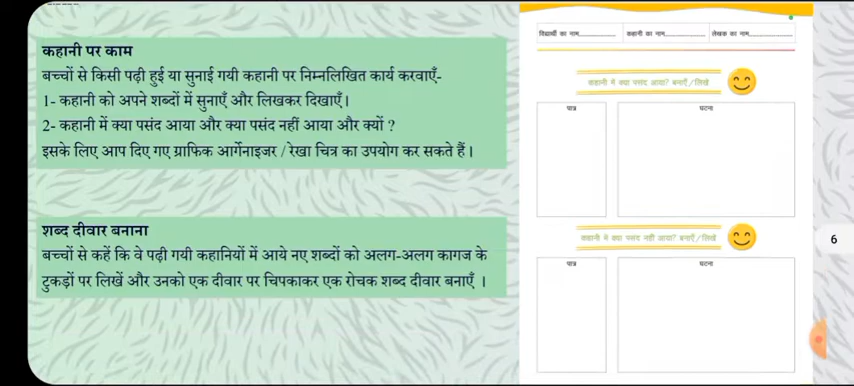 कहानी पर काम
बच्चों से किसी पढ़ी हुई या सुनाई गयी कहानी पर निम्नलिखित कार्य करवाएँ-
1- कहानी को अपने शब्दों में सुनाएँ और लिखकर दिखाएँ।
2- कहानी में क्या पसंद आया और क्या पसंद नहीं आया और क्यों ?
इसके लिए आप दिए गए ग्राफिक आर्गेनाइजर /रेखा चित्र का उपयोग कर सकते हैं।
शब्द दीवार बनाना
बच्चों से कहें कि वे पढ़ी गयी कहानियों में आये नए शब्दों को अलग-अलग कागज के
टुकड़ों पर लिखें और उनको एक दीवार पर चिपकाकर एक रोचक शब्द दीवार बनाएँ ।
विद्यार्थी का नाम कहानी का नाम लेखक का नाम
कहानी में क्या पसंद आया? बनाएँ/लिखें
पात्र घटना
कहानी में क्या पसंद नहीं आया? बनाएँ/लिखें
पात्र घटना
6